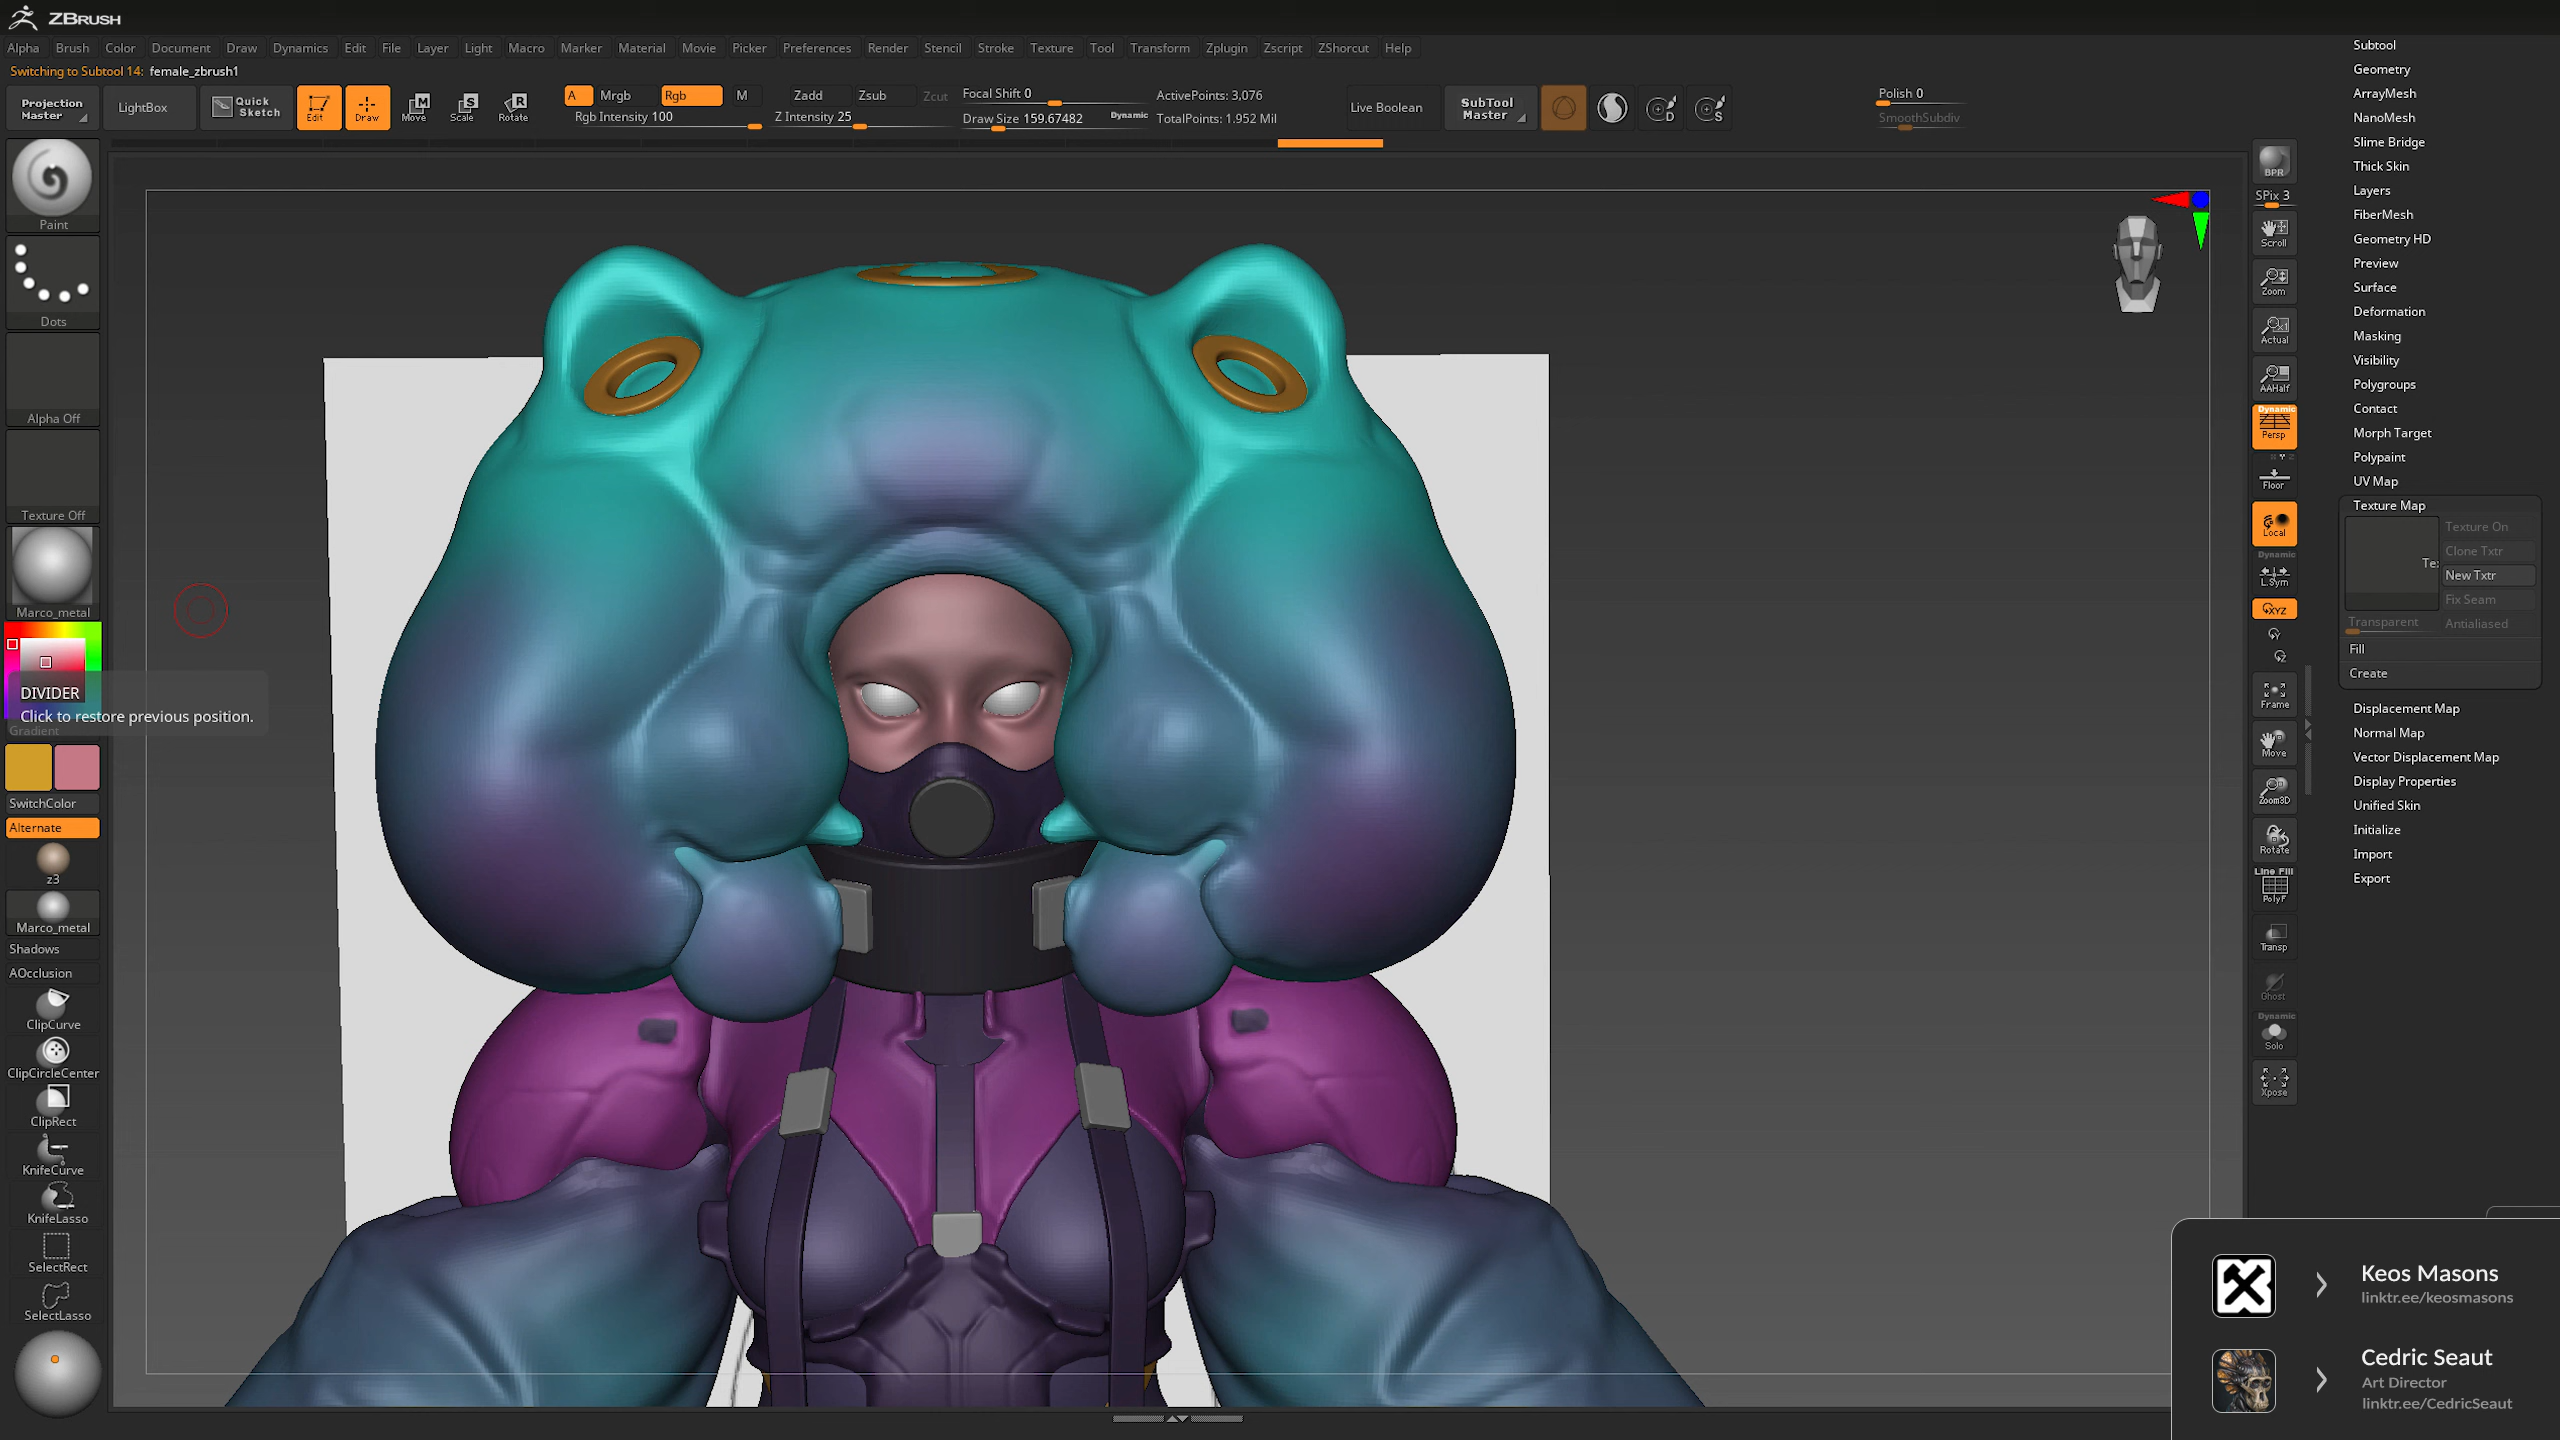 ZBRUSH
Alpha Brush Color Document Draw Dynamics Edit File Layer Light Macro Marker Material Movie Picker Preferences Render Stencil Stroke Texture Tool Transform Zplugin Zscript ZShorcut Help
Switching to Subtool 14: female_zbrush1
Projection Master
LightBox
Quick Sketch
Edit
Draw
Move
Scale
Rotate
A
Mrgb
Rgb
M
Rgb Intensity 100
Zadd
Zsub
Zcut
Z Intensity 25
Focal Shift 0
Draw Size 159.67482
Dynamic
ActivePoints: 3,076
TotalPoints: 1.952 Mil
Live Boolean
SubTool Master
Polish 0
SmoothSubdiv
Paint
Dots
Alpha Off
Texture Off
Marco_metal
DIVIDER
Click to restore previous position.
Gradient
SwitchColor
Alternate
z3
Marco_metal
Shadows
AOcclusion
ClipCurve
ClipCircleCenter
ClipRect
KnifeCurve
KnifeLasso
SelectRect
SelectLasso
BPR
SPix 3
Scroll
Zoom
Actual
AAHalf
Dynamic
Persp
Floor
Local
Dynamic
L.Sym
XYZ
Frame
Move
Zoom3D
Rotate
Line Fill
PolyF
Transp
Ghost
Dynamic
Solo
Xpose
Subtool
Geometry
ArrayMesh
NanoMesh
Slime Bridge
Thick Skin
Layers
FiberMesh
Geometry HD
Preview
Surface
Deformation
Masking
Visibility
Polygroups
Contact
Morph Target
Polypaint
UV Map
Texture Map
Texture On
Clone Txtr
New Txtr
Fix Seam
Transparent
Antialiased
Fill
Create
Displacement Map
Normal Map
Vector Displacement Map
Display Properties
Unified Skin
Initialize
Import
Export
Keos Masons
linktr.ee/keosmasons
Cedric Seaut
Art Director
linktr.ee/CedricSeaut